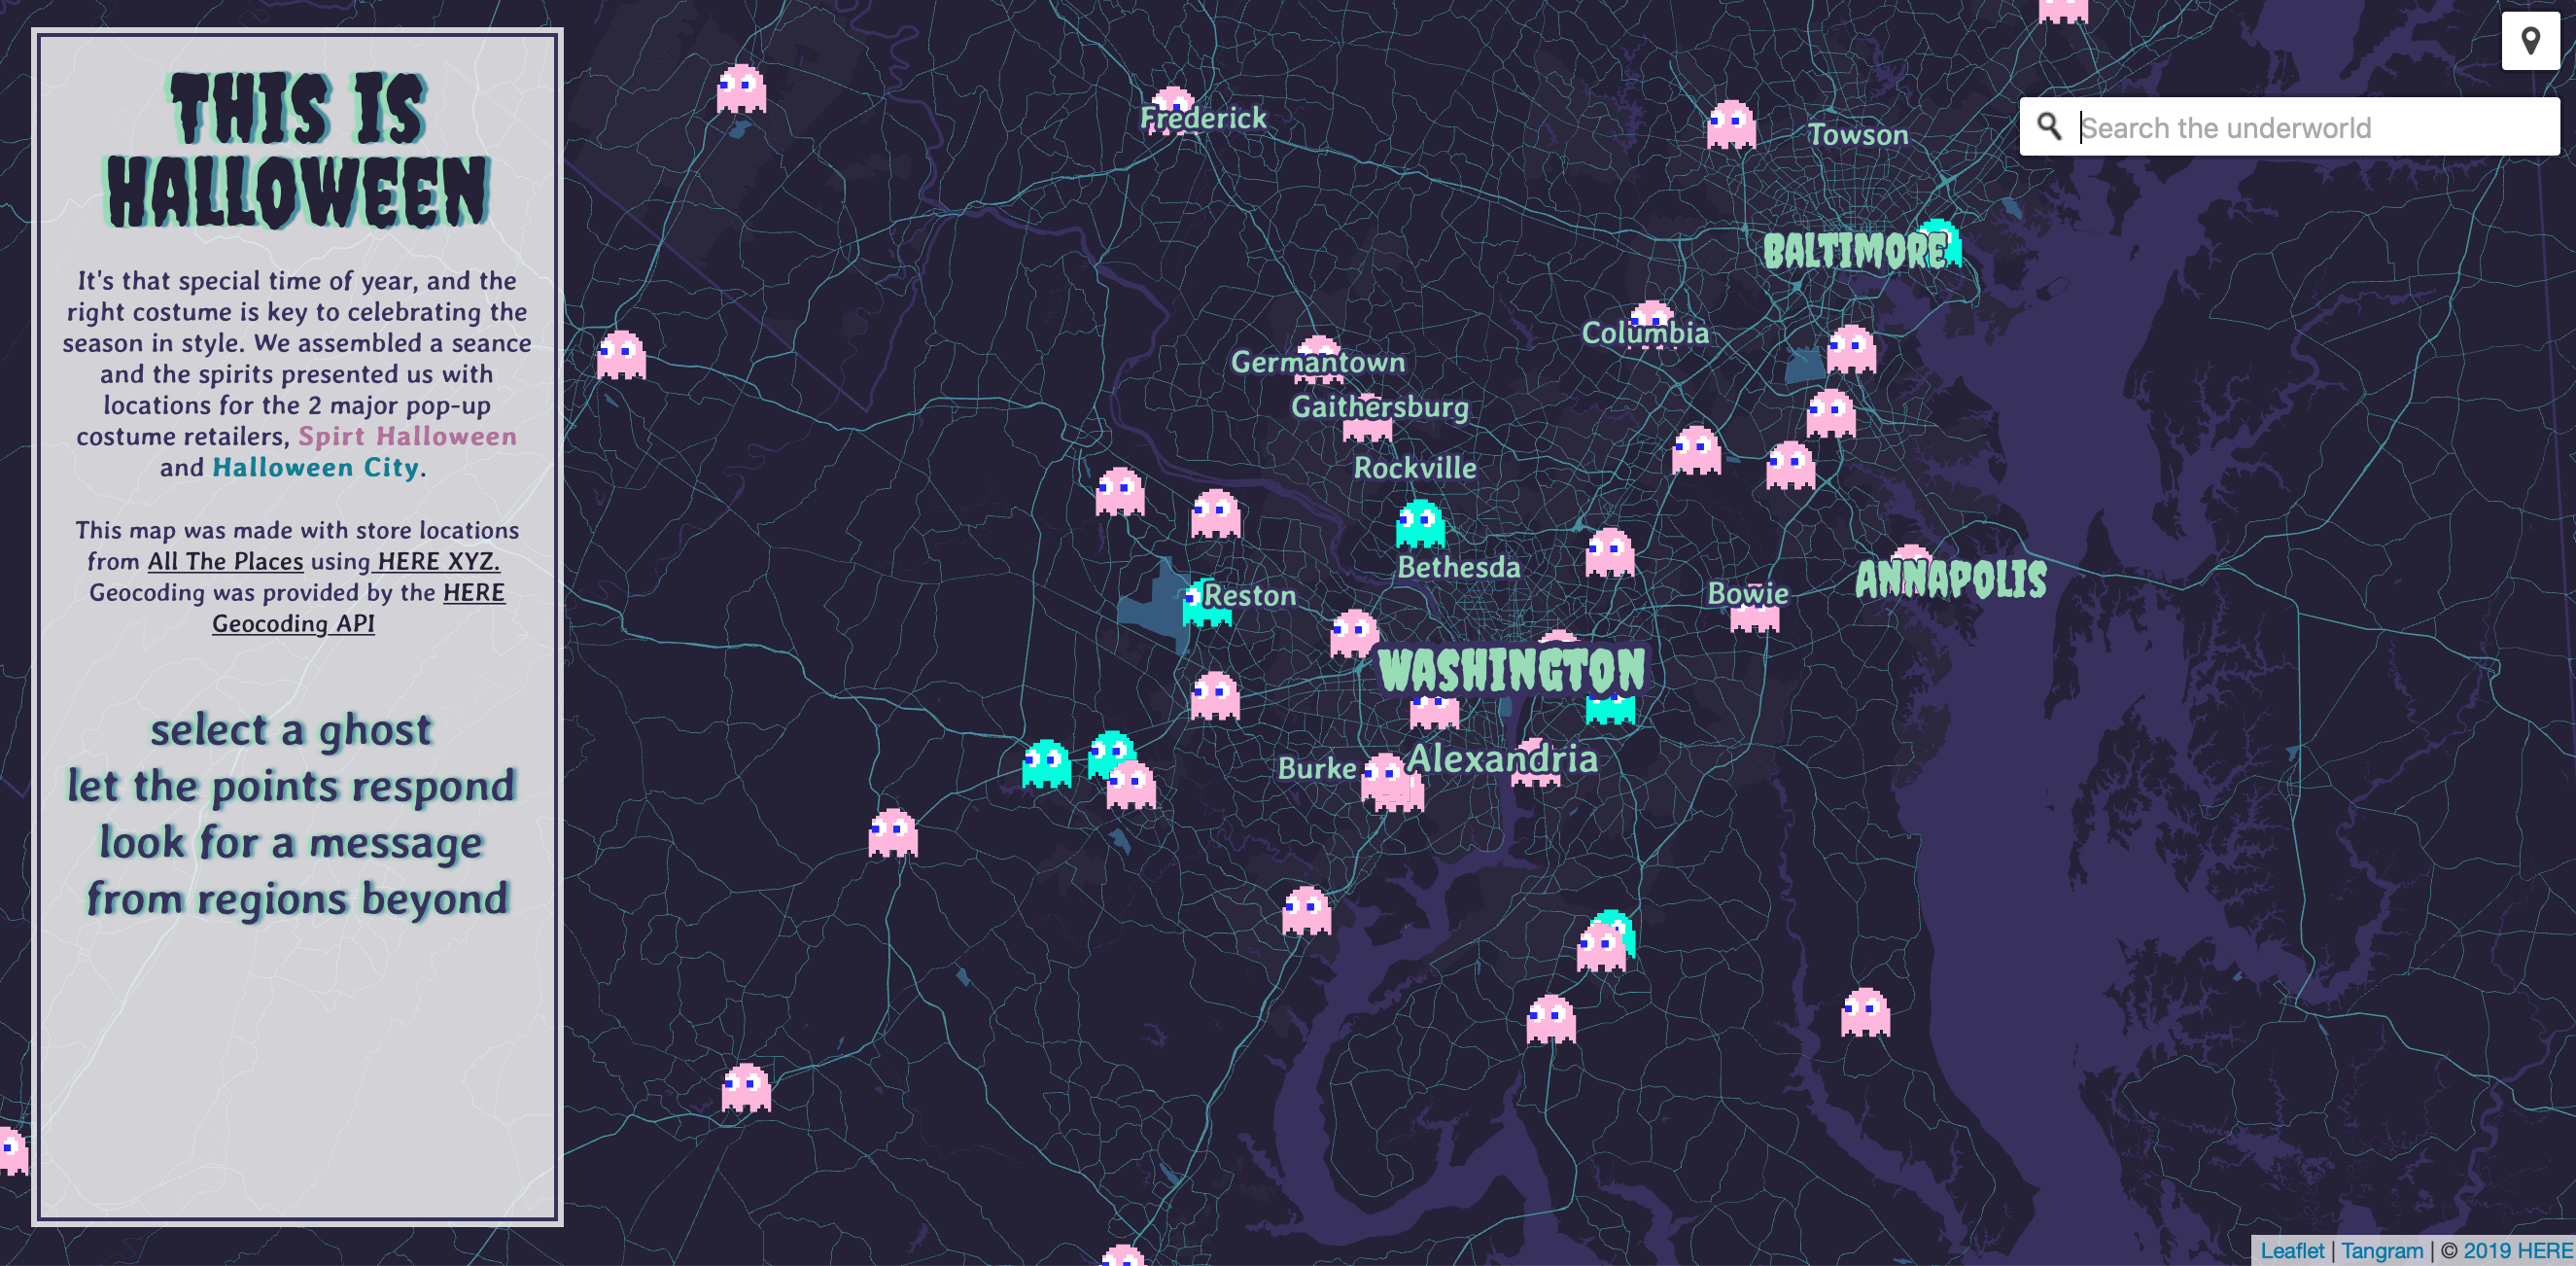 THIS IS
HALLOWEEN
It's that special time of year, and the
right costume is key to celebrating the
season in style. We assembled a seance
and the spirits presented us with
locations for the 2 major pop-up
costume retailers, Spirt Halloween
and Halloween City.
This map was made with store locations
from All The Places using HERE XYZ.
Geocoding was provided by the HERE
Geocoding API
select a ghost
let the points respond
look for a message
from regions beyond
Search the underworld
Frederick
Towson
BALTIMORE
Columbia
Germantown
Gaithersburg
Rockville
Bethesda
Reston
Bowie
ANNAPOLIS
WASHINGTON
Alexandria
Burke
Leaflet | Tangram | © 2019 HERE